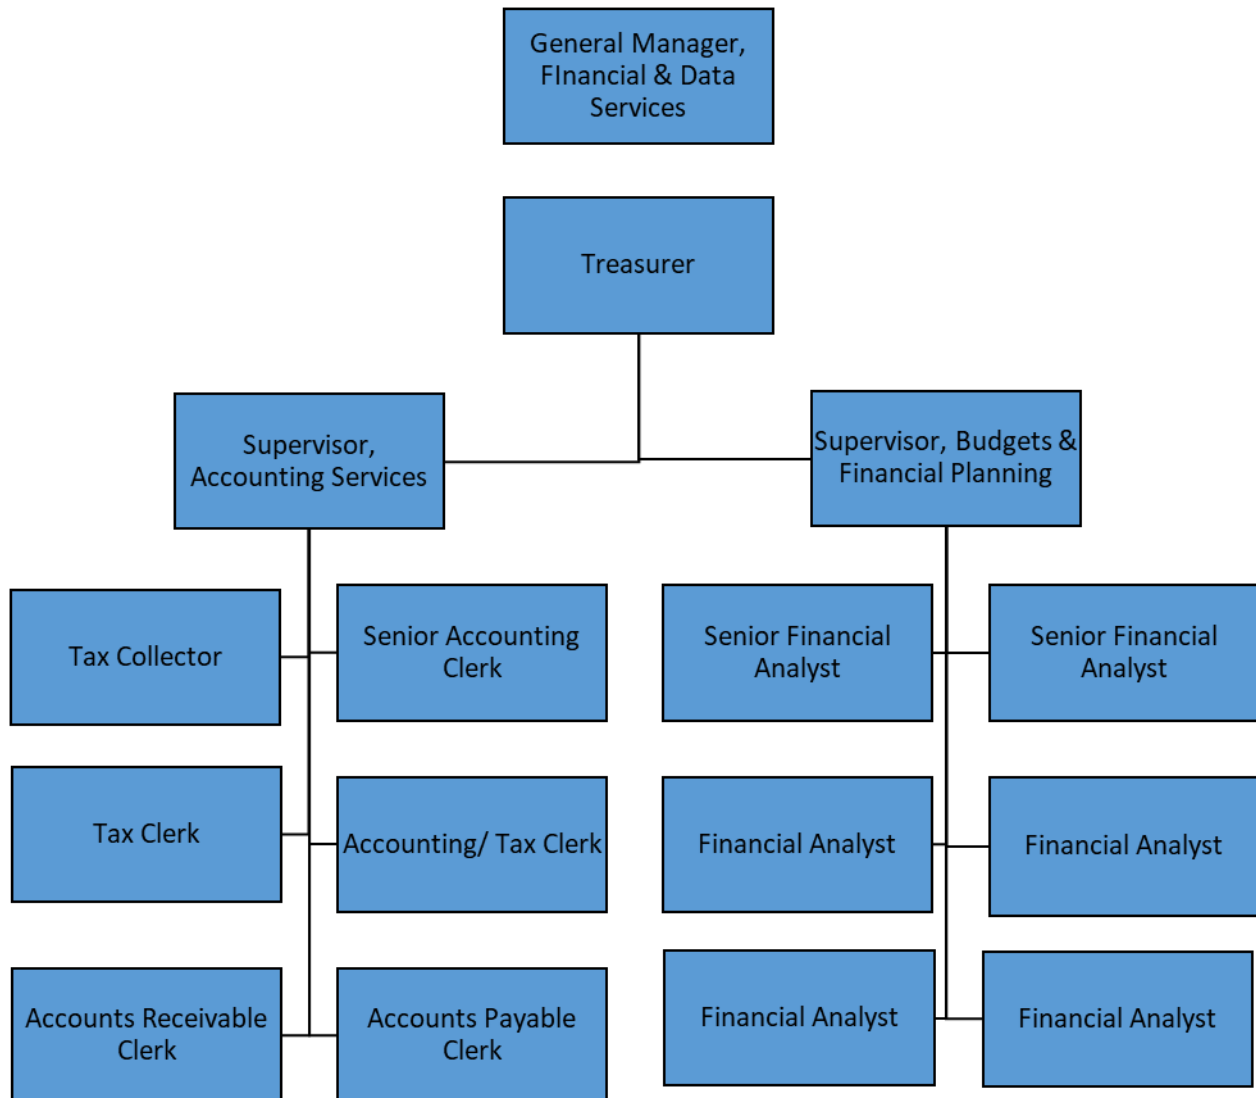 General Manager,
FInancial & Data
Services
Treasurer
Supervisor,
Accounting Services
Supervisor, Budgets &
Financial Planning
Tax Collector
Senior Accounting
Clerk
Senior Financial
Analyst
Senior Financial
Analyst
Tax Clerk
Accounting/ Tax Clerk
Financial Analyst
Financial Analyst
Accounts Receivable
Clerk
Accounts Payable
Clerk
Financial Analyst
Financial Analyst